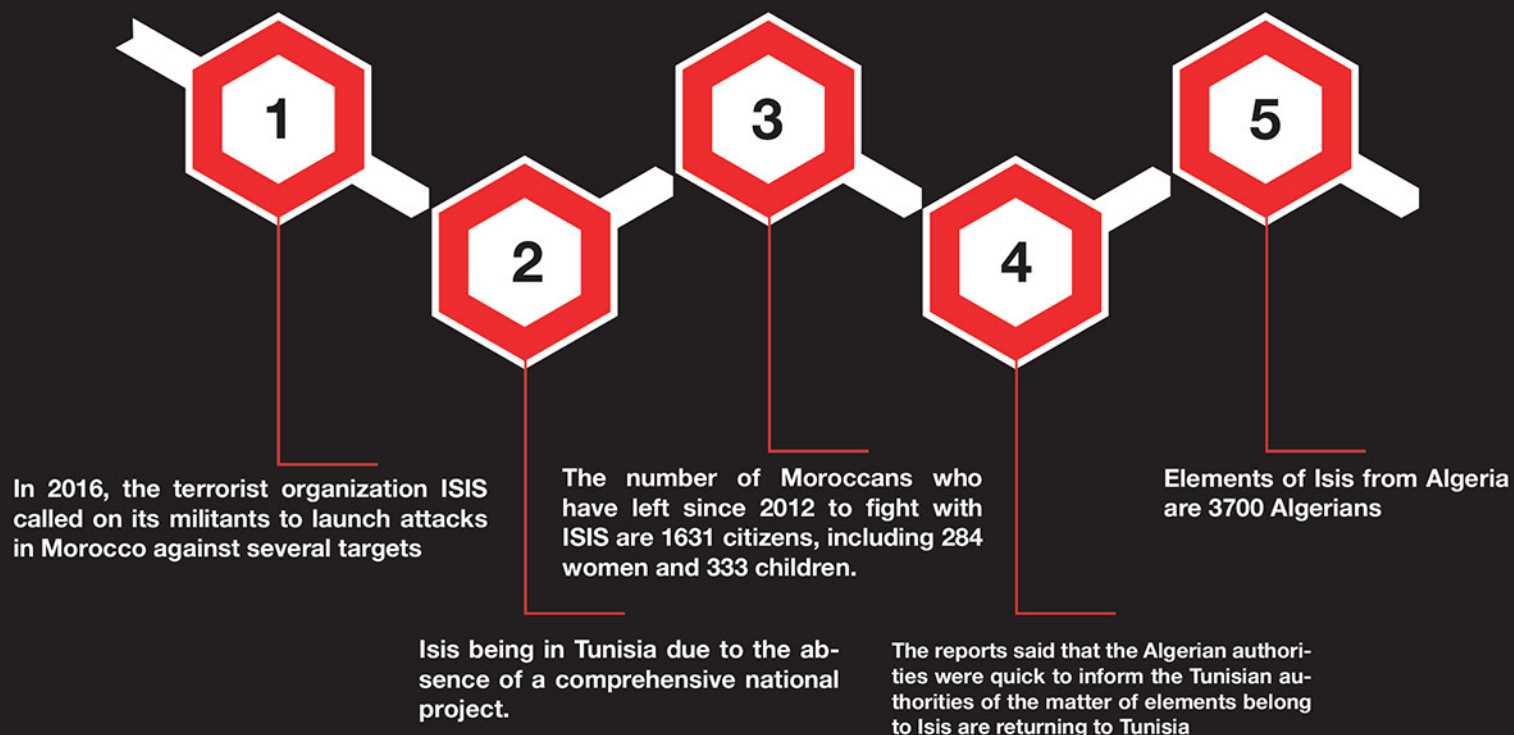 1
2
3
4
5
In 2016, the terrorist organization ISIS
called on its militants to launch attacks
in Morocco against several targets
Isis being in Tunisia due to the ab-
sence of a comprehensive national
project.
The number of Moroccans who
have left since 2012 to fight with
ISIS are 1631 citizens, including 284
women and 333 children.
The reports said that the Algerian authori-
ties were quick to inform the Tunisian au-
thorities of the matter of elements belong
to Isis are returning to Tunisia
Elements of Isis from Algeria
are 3700 Algerians